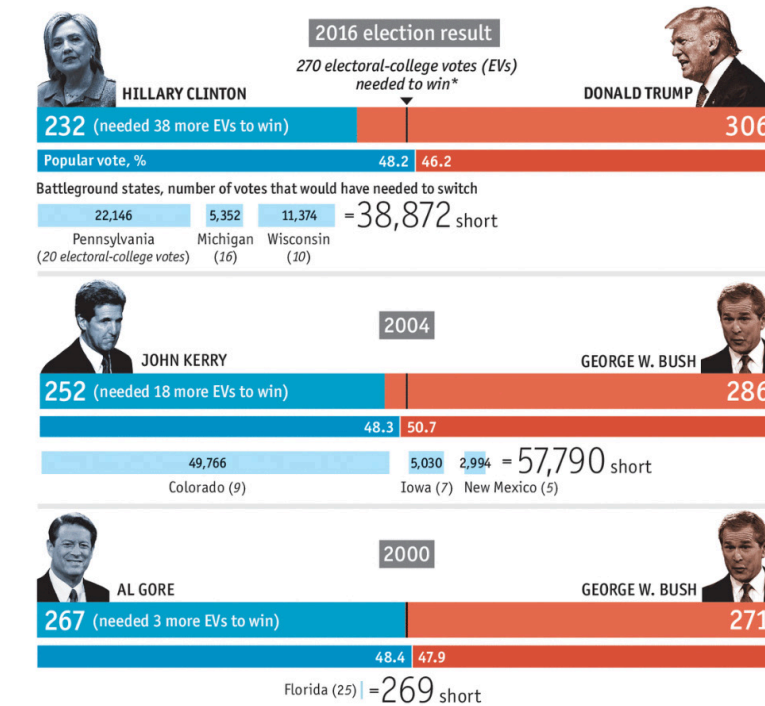 2016 election result
270 electoral-college votes (EVs)
needed to win*
HILLARY CLINTON
DONALD TRUMP
232 (needed 38 more EVs to win)
306
Popular vote, %
48.2 46.2
Battleground states, number of votes that would have needed to switch
22,146 5,352 11,374 =38,872 short
Pennsylvania Michigan Wisconsin
(20 electoral-college votes) (16) (10)
2004
JOHN KERRY
GEORGE W. BUSH
252 (needed 18 more EVs to win)
286
48.3 50.7
49,766 5,030 2,994 =57,790 short
Colorado (9) Iowa (7) New Mexico (5)
2000
AL GORE
GEORGE W. BUSH
267 (needed 3 more EVs to win)
271
48.4 47.9
Florida (25) =269 short